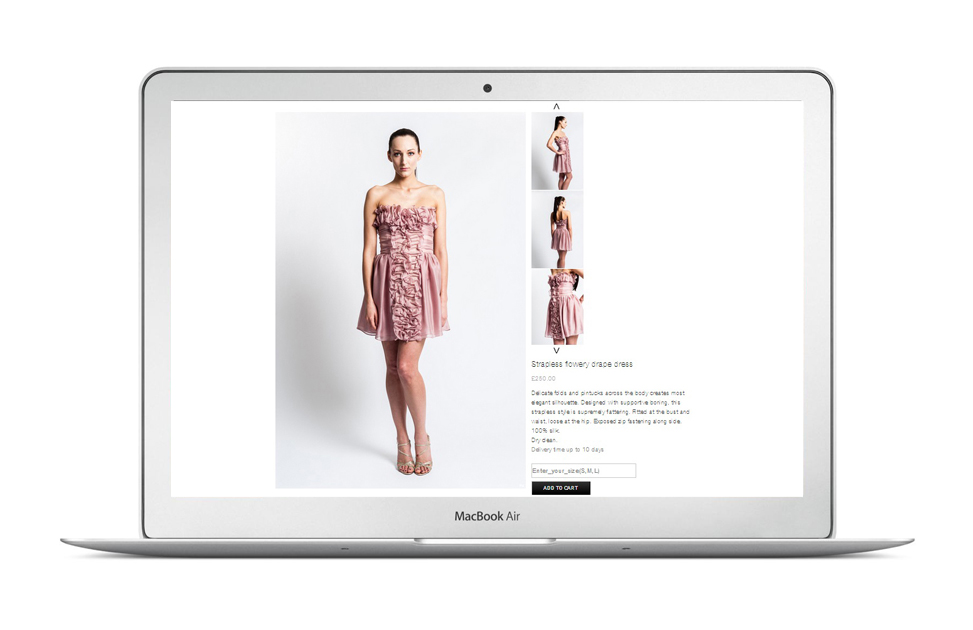 Strapless flowery drape dress
£230.00
Delicate folds and pintucks across the body creates most
elegant silhouette. Designed with supportive boning, this
strapless style is supremely flattering. Fitted at the bust and
waist, loose at the hip. Exposed zip fastening along side.
100% silk.
Dry clean.
Delivery time up to 10 days
Enter_your_size(S,M,L)
ADD TO CART
MacBook Air